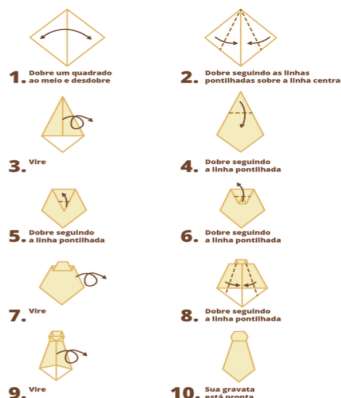 1. Dobre um quadrado
ao meio e desdobre
2. Dobre seguindo as linhas
pontilhadas sobre a linha centra
3. Vire
4. Dobre seguindo
a linha pontilhada
5. Dobre seguindo
a linha pontilhada
6. Dobre seguindo
a linha pontilhada
7. Vire
8. Dobre seguindo
a linha pontilhada
9. Vire
10. Sua gravata
está pronta